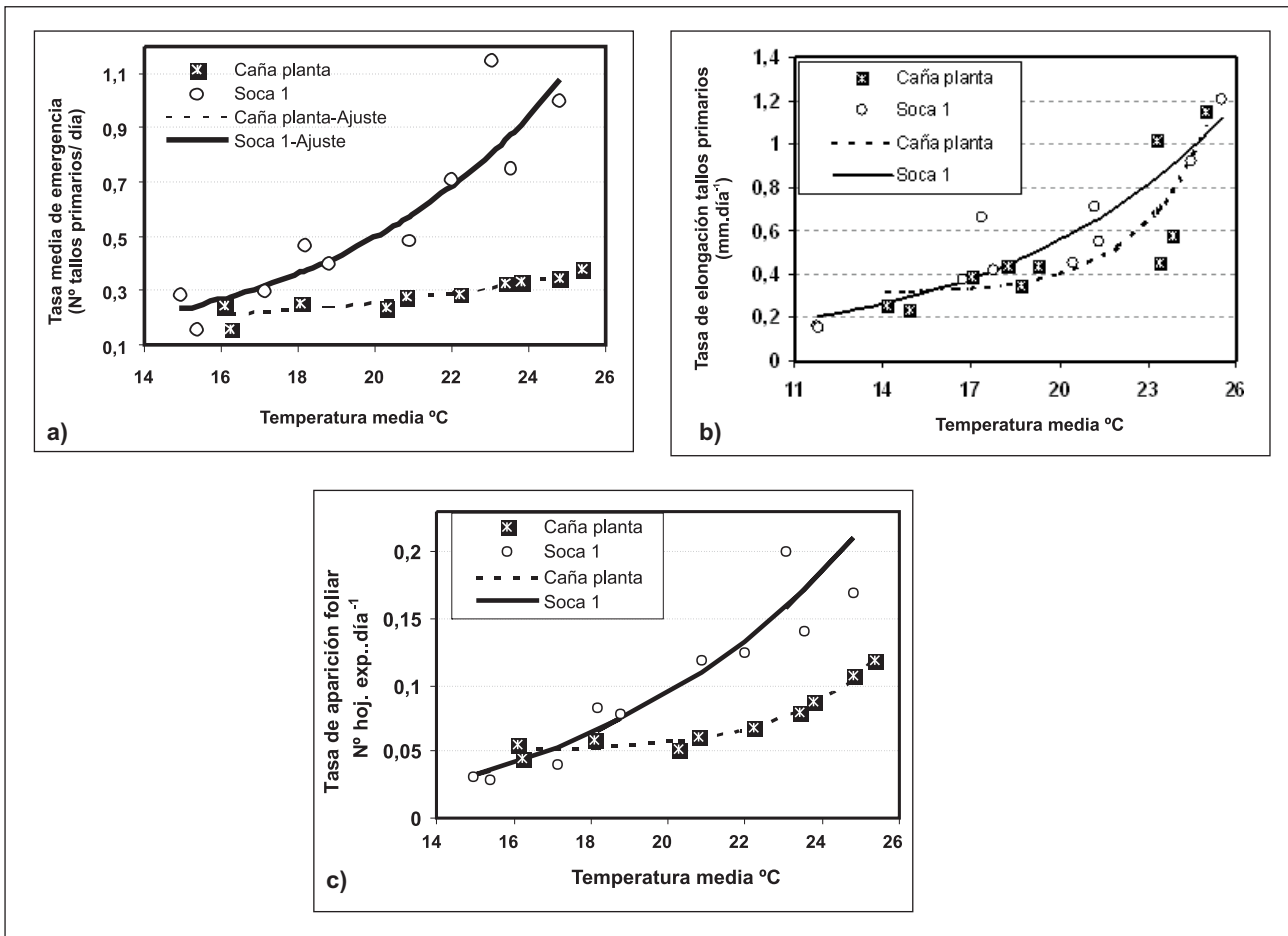 Tasa media de emergencia
(Nº tallos primarios/ día)
1,1
0,9
0,7
0,5
0,3
0,1
Caña planta
Soca 1
Caña planta-Ajuste
Soca 1-Ajuste
14 16 18 20 22 24 26
Temperatura media ºC
a)
Tasa de elongación tallos primarios
(mm.día-1)
1,4
1,2
1
0,8
0,6
0,4
0,2
0
Caña planta
Soca 1
Caña planta
Soca 1
11 14 17 20 23 26
Temperatura media ºC
b)
Tasa de aparición foliar
Nº hoj. exp..día-1
0,2
0,15
0,1
0,05
0
Caña planta
Soca 1
Caña planta
Soca 1
14 16 18 20 22 24 26
Temperatura media ºC
c)